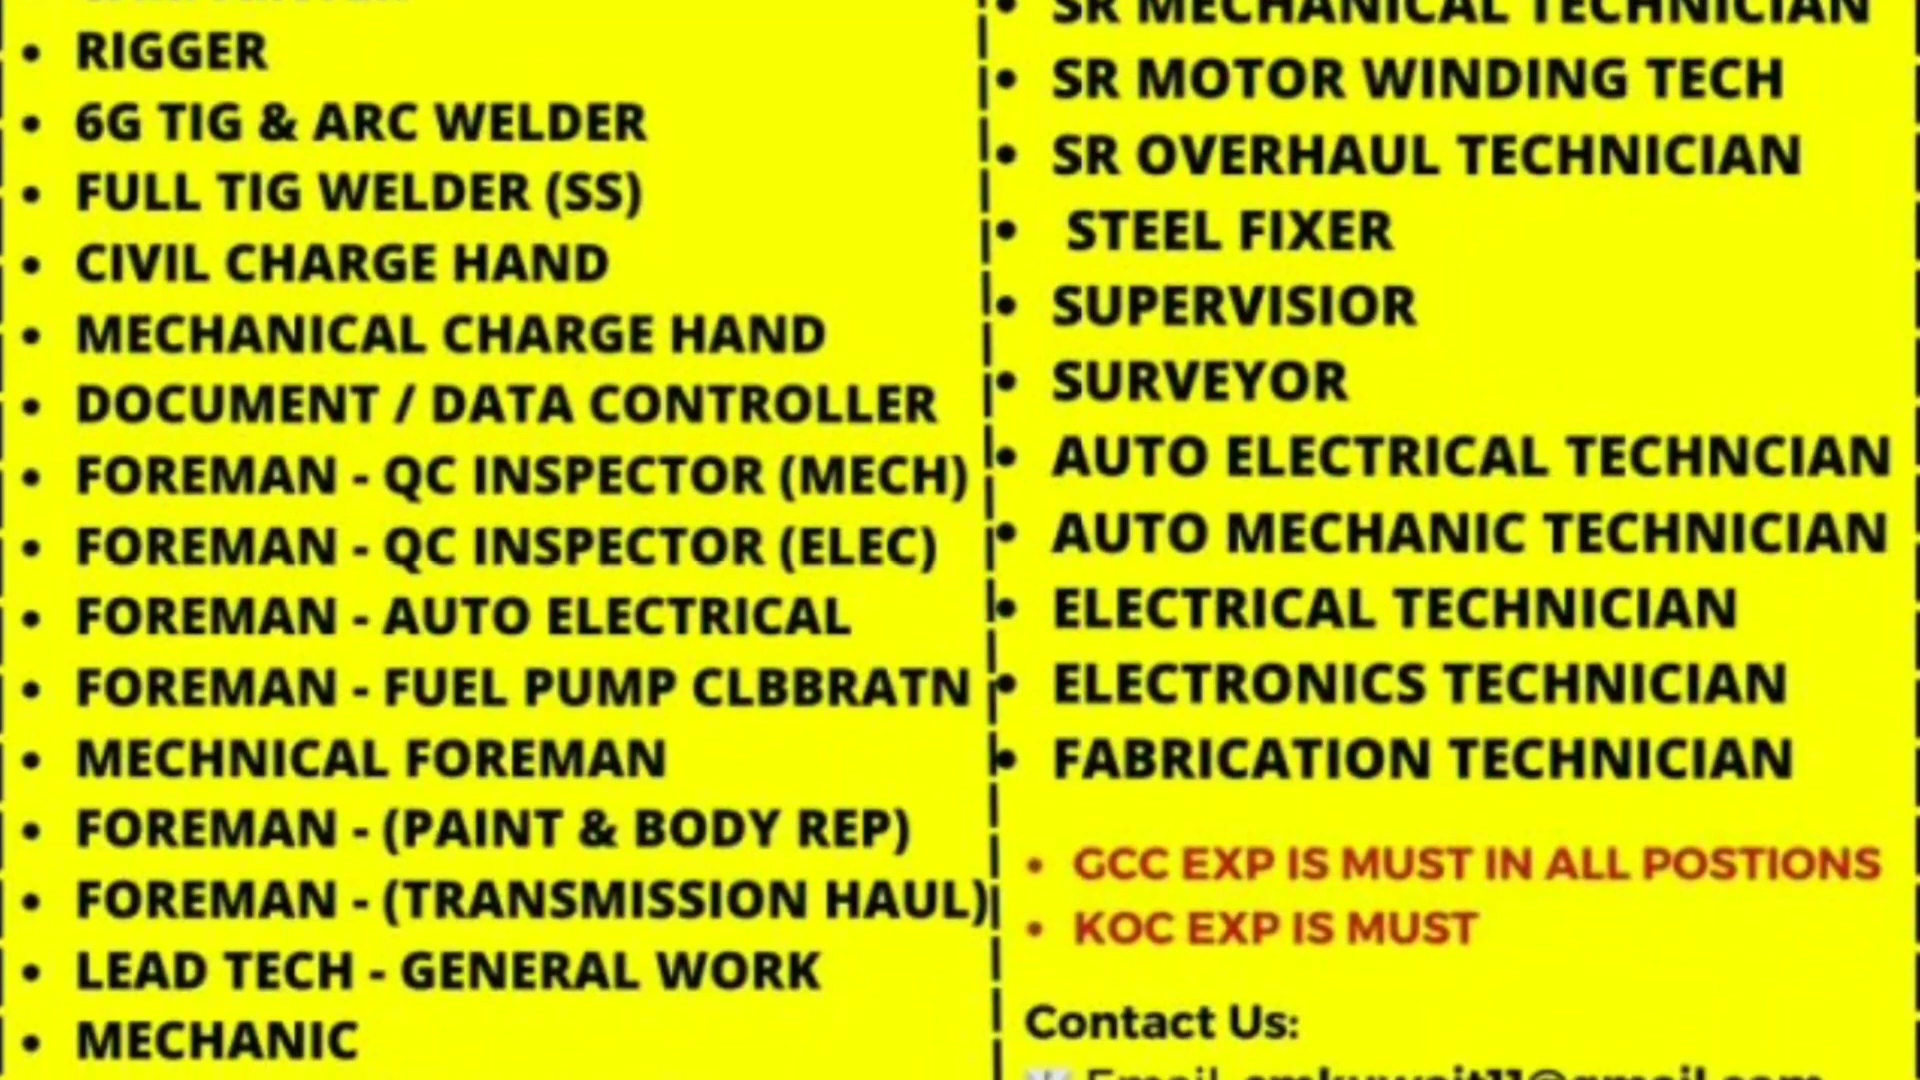 • RIGGER
• 6G TIG & ARC WELDER
• FULL TIG WELDER (SS)
• CIVIL CHARGE HAND
• MECHANICAL CHARGE HAND
• DOCUMENT / DATA CONTROLLER
• FOREMAN - QC INSPECTOR (MECH)
• FOREMAN - QC INSPECTOR (ELEC)
• FOREMAN - AUTO ELECTRICAL
• FOREMAN - FUEL PUMP CLBBRATN
• MECHNICAL FOREMAN
• FOREMAN - (PAINT & BODY REP)
• FOREMAN - (TRANSMISSION HAUL)
• LEAD TECH - GENERAL WORK
• MECHANIC
• SR MECHANICAL TECHNICIAN
• SR MOTOR WINDING TECH
• SR OVERHAUL TECHNICIAN
• STEEL FIXER
• SUPERVISIOR
• SURVEYOR
• AUTO ELECTRICAL TECHNCIAN
• AUTO MECHANIC TECHNICIAN
• ELECTRICAL TECHNICIAN
• ELECTRONICS TECHNICIAN
• FABRICATION TECHNICIAN
• GCC EXP IS MUST IN ALL POSTIONS
• KOC EXP IS MUST
Contact Us:
Email